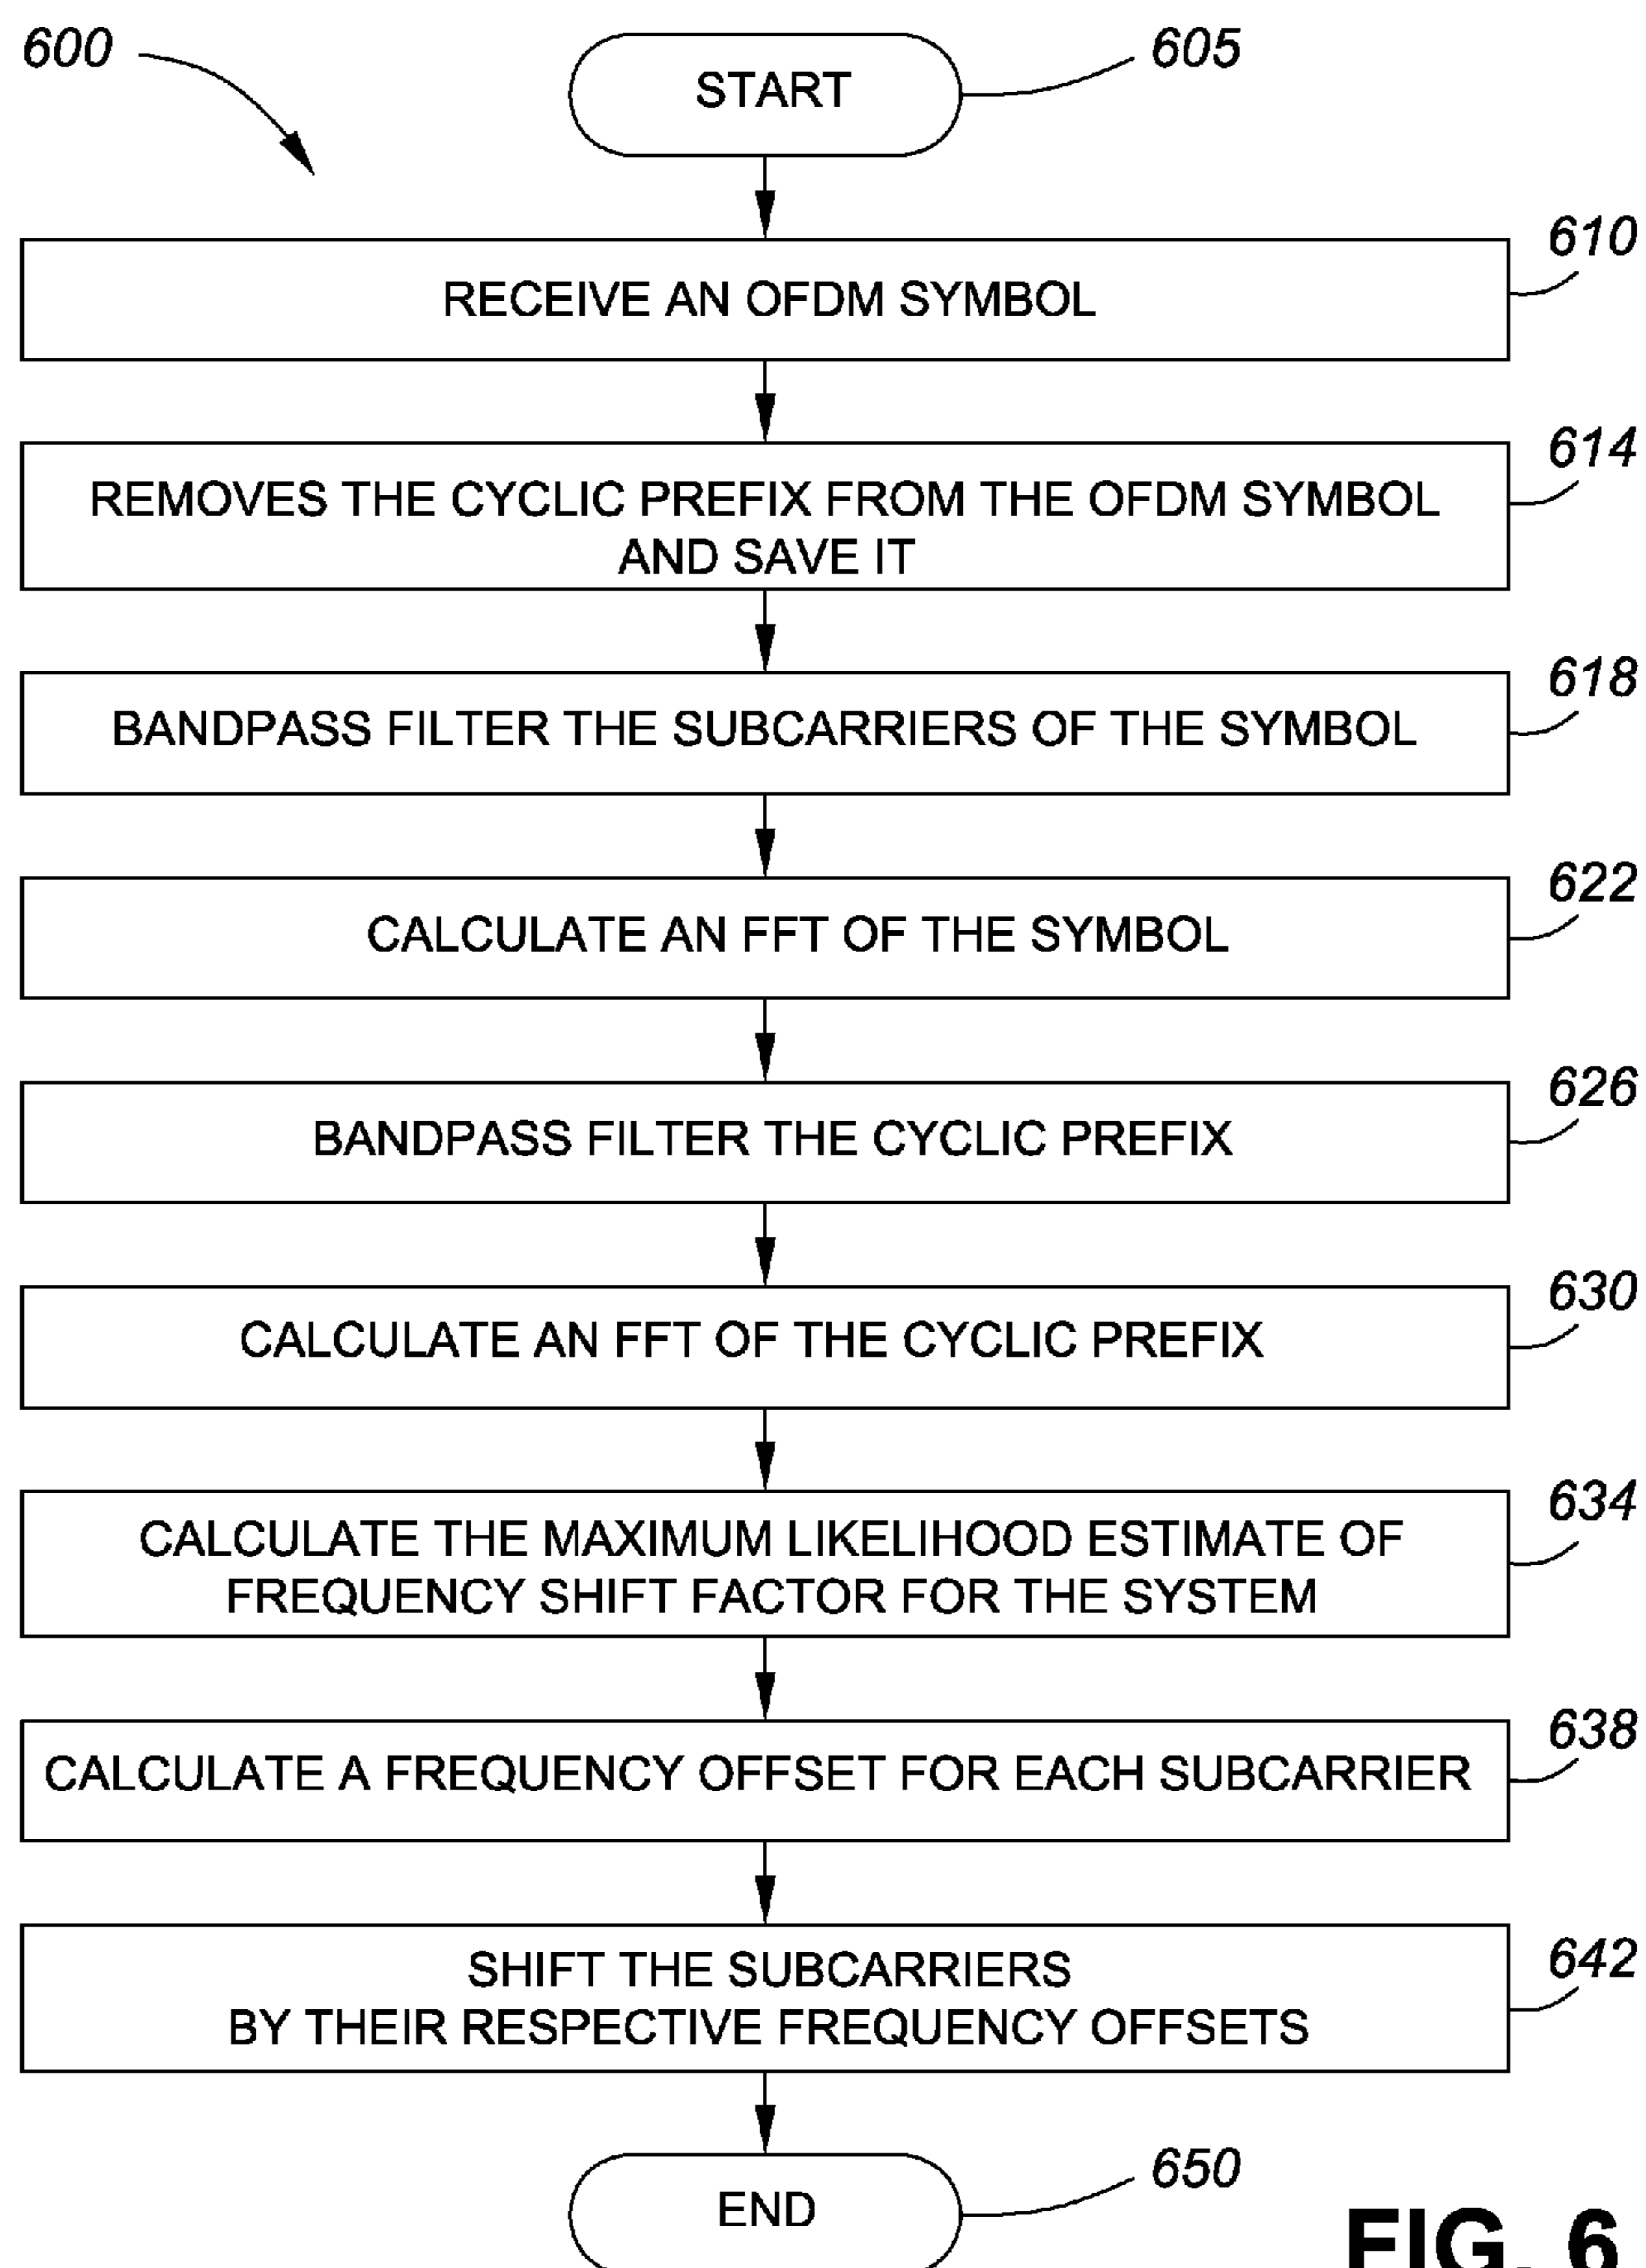 600
START
605
610
RECEIVE AN OFDM SYMBOL
614
REMOVES THE CYCLIC PREFIX FROM THE OFDM SYMBOL
AND SAVE IT
618
BANDPASS FILTER THE SUBCARRIERS OF THE SYMBOL
622
CALCULATE AN FFT OF THE SYMBOL
626
BANDPASS FILTER THE CYCLIC PREFIX
630
CALCULATE AN FFT OF THE CYCLIC PREFIX
634
CALCULATE THE MAXIMUM LIKELIHOOD ESTIMATE OF
FREQUENCY SHIFT FACTOR FOR THE SYSTEM
638
CALCULATE A FREQUENCY OFFSET FOR EACH SUBCARRIER
642
SHIFT THE SUBCARRIERS
BY THEIR RESPECTIVE FREQUENCY OFFSETS
650
END
FIG. 6